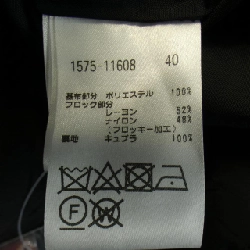 1575-11608 40
基布部分 ポリエステル 100%
フロック部分
レーヨン 52%
ナイロン 48%
(フロッキー加工)
裏地 キュプラ 100%
F W